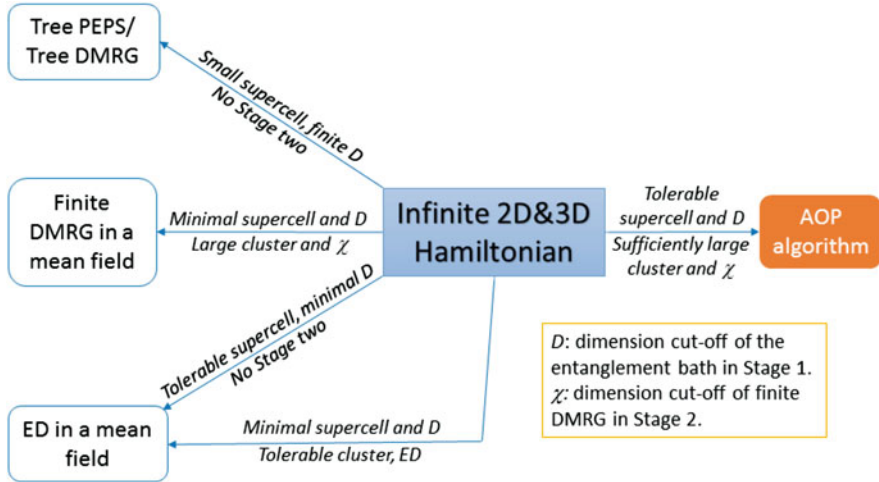 Tree PEPS/
Tree DMRG
Small supercell, finite D
No Stage two
Finite
DMRG in a
mean field
Minimal supercell and D
Large cluster and χ
Infinite 2D&3D
Hamiltonian
Tolerable
supercell and D
Sufficiently large
cluster and χ
AOP
algorithm
Tolerable supercell, minimal D
No Stage two
ED in a mean
field
Minimal supercell and D
Tolerable cluster, ED
D: dimension cut-off of the
entanglement bath in Stage 1.
χ: dimension cut-off of finite
DMRG in Stage 2.